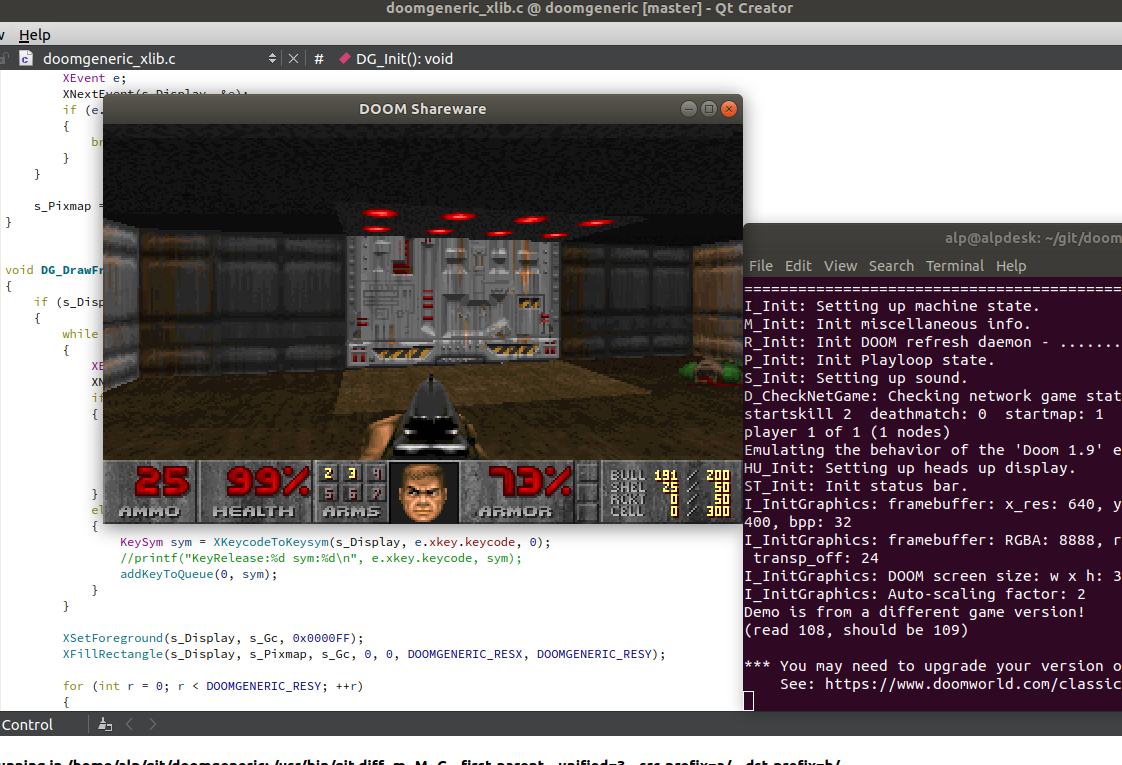 doomgeneric_xlib.c @ doomgeneric [master] - Qt Creator
Help
doomgeneric_xlib.c # DG_Init(): void
XEvent e;
if (e.
{
br
}
}
s_Pixmap =
}
void DG_DrawFr
{
if (s_Disp
{
while
{
{
}
{
KeySym sym = XKeycodeToKeysym(s_Display, e.xkey.keycode, 0);
//printf("KeyRelease:%d sym:%d\n", e.xkey.keycode, sym);
addKeyToQueue(0, sym);
}
}
XSetForeground(s_Display, s_Gc, 0x0000FF);
XFillRectangle(s_Display, s_Pixmap, s_Gc, 0, 0, DOOMGENERIC_RESX, DOOMGENERIC_RESY);
for (int r = 0; r < DOOMGENERIC_RESY; ++r)
{
DOOM Shareware
25 99% 2 3 4 73% BULL 191 / 200
5 6 7 SHEL 25 / 50
RCKT 0 / 50
AMMO HEALTH ARMS ARMOR CELL 0 / 300
alp@alpdesk: ~/git/doom
File Edit View Search Terminal Help
I_Init: Setting up machine state.
M_Init: Init miscellaneous info.
R_Init: Init DOOM refresh daemon - .......
P_Init: Init Playloop state.
S_Init: Setting up sound.
D_CheckNetGame: Checking network game stat
startskill 2  deathmatch: 0  startmap: 1
player 1 of 1 (1 nodes)
Emulating the behavior of the 'Doom 1.9' e
HU_Init: Setting up heads up display.
ST_Init: Init status bar.
I_InitGraphics: framebuffer: x_res: 640, y
400, bpp: 32
I_InitGraphics: framebuffer: RGBA: 8888, r
transp_off: 24
I_InitGraphics: DOOM screen size: w x h: 3
I_InitGraphics: Auto-scaling factor: 2
Demo is from a different game version!
(read 108, should be 109)
*** You may need to upgrade your version o
See: https://www.doomworld.com/classic
Control